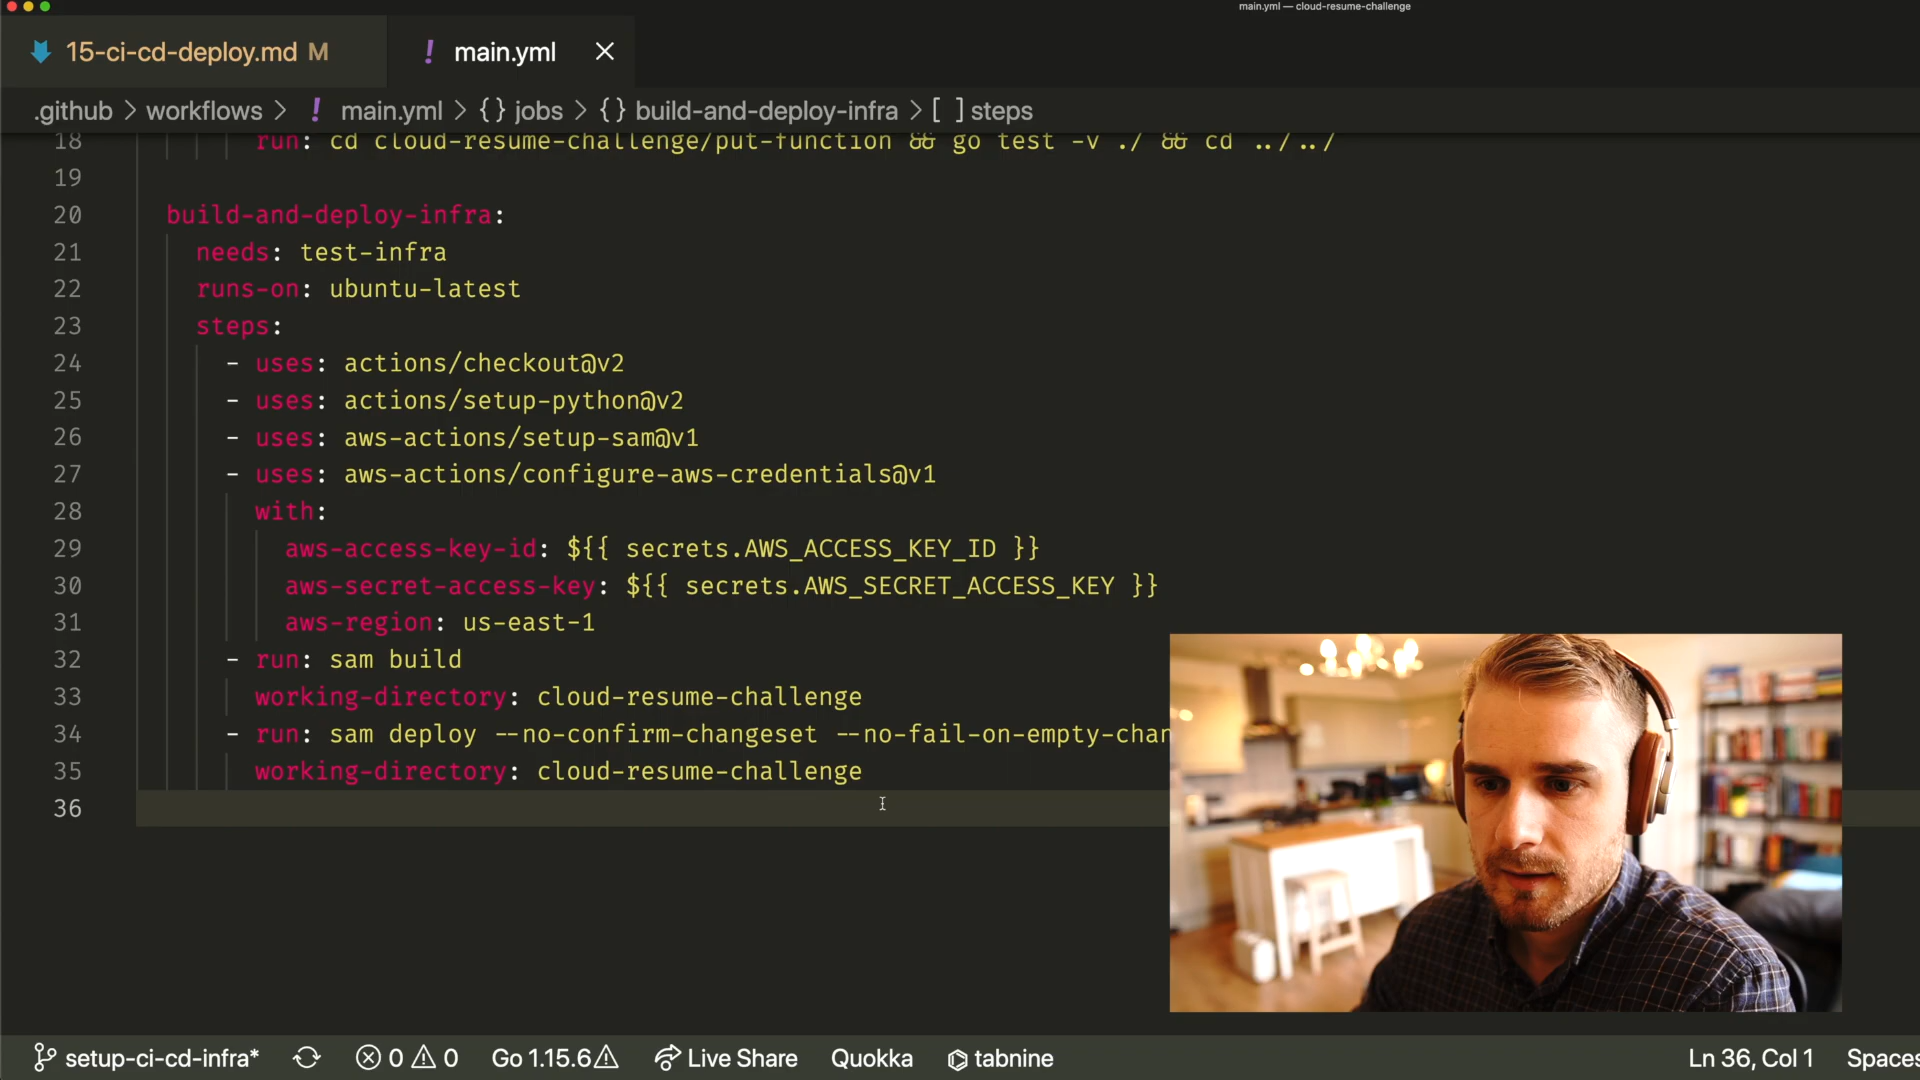 main.yml — cloud-resume-challenge
15-ci-cd-deploy.md M
! main.yml ×
.github > workflows > ! main.yml > {} jobs > {} build-and-deploy-infra > [ ] steps
18 run: cd cloud-resume-challenge/put-function && go test -v ./ && cd ../../
19
20 build-and-deploy-infra:
21 needs: test-infra
22 runs-on: ubuntu-latest
23 steps:
24 - uses: actions/checkout@v2
25 - uses: actions/setup-python@v2
26 - uses: aws-actions/setup-sam@v1
27 - uses: aws-actions/configure-aws-credentials@v1
28 with:
29 aws-access-key-id: ${{ secrets.AWS_ACCESS_KEY_ID }}
30 aws-secret-access-key: ${{ secrets.AWS_SECRET_ACCESS_KEY }}
31 aws-region: us-east-1
32 - run: sam build
33 working-directory: cloud-resume-challenge
34 - run: sam deploy --no-confirm-changeset --no-fail-on-empty-chan
35 working-directory: cloud-resume-challenge
36
setup-ci-cd-infra* 0 0 Go 1.15.6 Live Share Quokka tabnine Ln 36, Col 1 Spaces